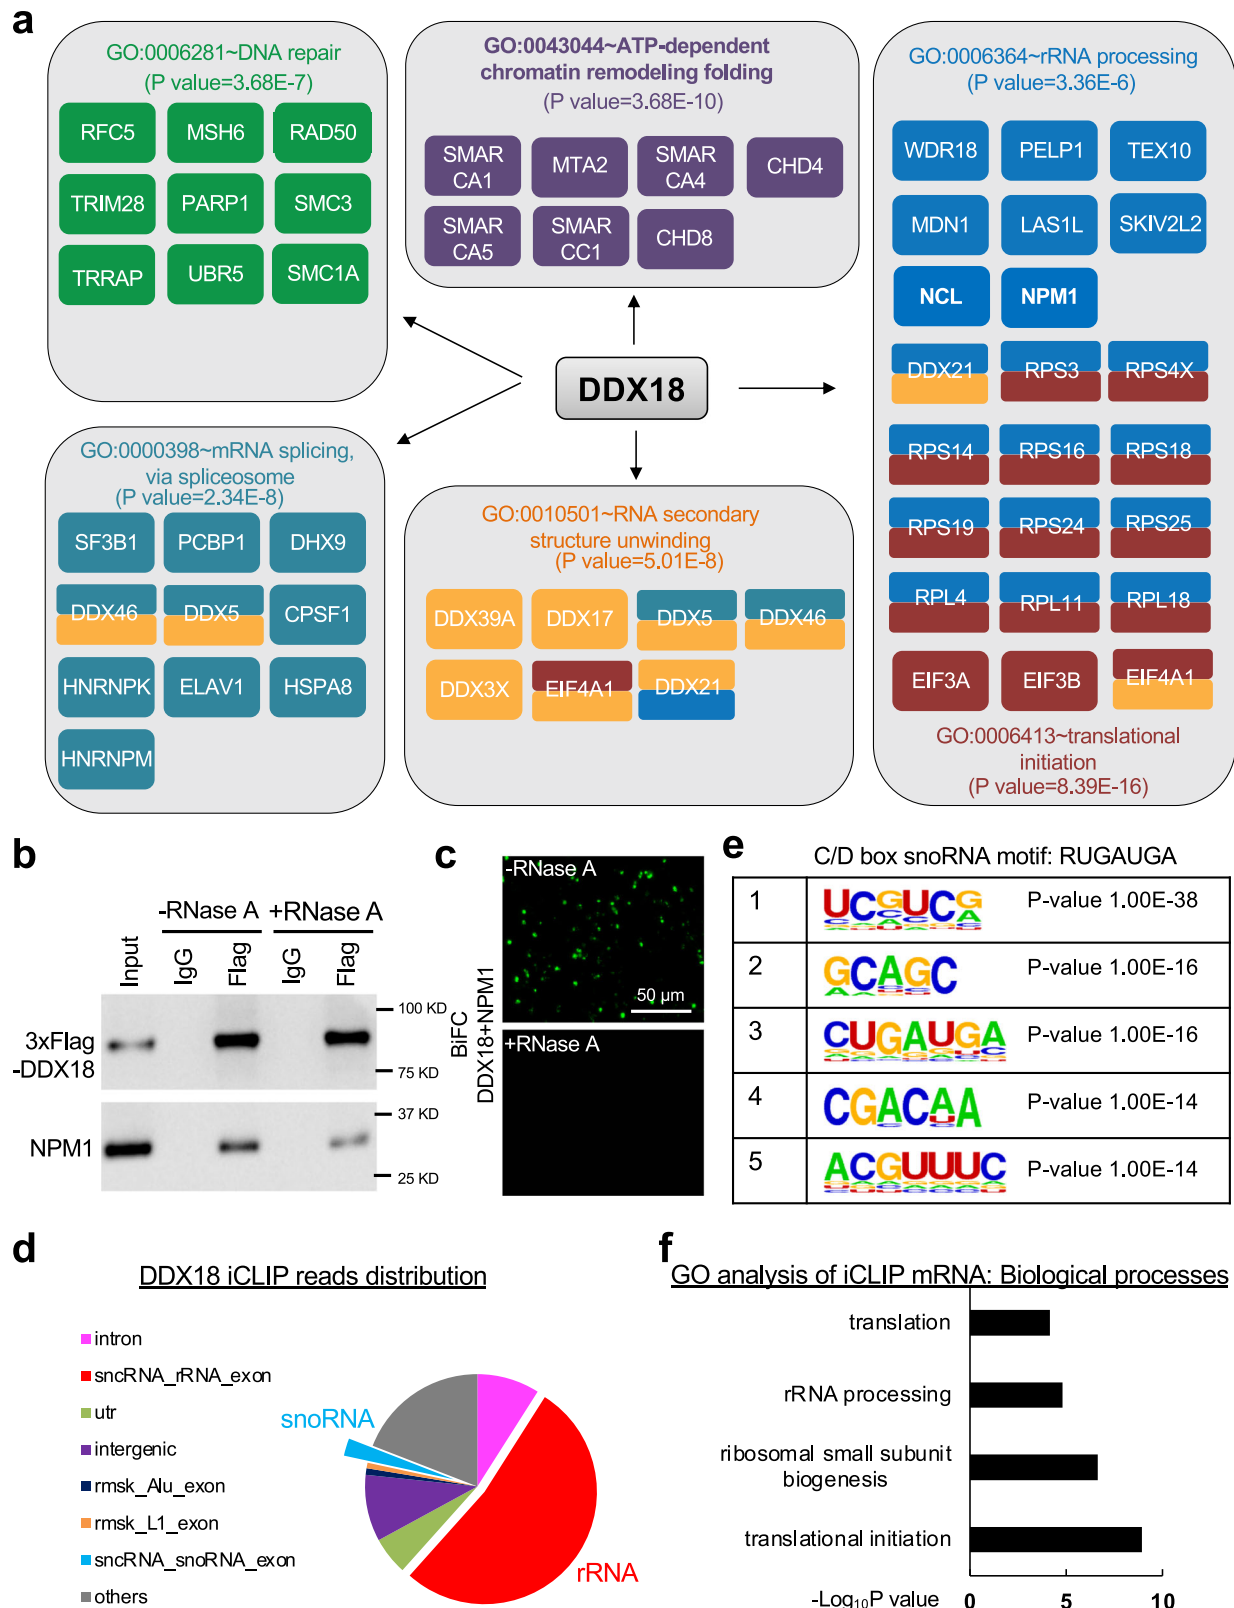 a
GO:0006281~DNA repair
(P value=3.68E-7)
RFC5 MSH6 RAD50
TRIM28 PARP1 SMC3
TRRAP UBR5 SMC1A
GO:0043044~ATP-dependent
chromatin remodeling folding
(P value=3.68E-10)
SMAR
CA1
MTA2
SMAR
CA4
CHD4
SMAR
CA5
SMAR
CC1
CHD8
GO:0006364~rRNA processing
(P value=3.36E-6)
WDR18 PELP1 TEX10
MDN1 LAS1L SKIV2L2
NCL NPM1
DDX21 RPS3 RPS4X
RPS14 RPS16 RPS18
RPS19 RPS24 RPS25
RPL4 RPL11 RPL18
EIF3A EIF3B EIF4A1
GO:0006413~translational
initiation
(P value=8.39E-16)
DDX18
GO:0000398~mRNA splicing,
via spliceosome
(P value=2.34E-8)
SF3B1 PCBP1 DHX9
DDX46 DDX5 CPSF1
HNRNPK ELAV1 HSPA8
HNRNPM
GO:0010501~RNA secondary
structure unwinding
(P value=5.01E-8)
DDX39A DDX17 DDX5 DDX46
DDX3X EIF4A1 DDX21
b
-RNase A +RNase A
Input IgG Flag IgG Flag
3xFlag
-DDX18
100 KD
75 KD
NPM1
37 KD
25 KD
c
BiFC
DDX18+NPM1
-RNase A
50 µm
+RNase A
e
C/D box snoRNA motif: RUGAUGA
1 UCGUCG P-value 1.00E-38
2 GCAGC P-value 1.00E-16
3 CUGAUGA P-value 1.00E-16
4 CGACAA P-value 1.00E-14
5 ACGUUUC P-value 1.00E-14
d
DDX18 iCLIP reads distribution
intron
sncRNA_rRNA_exon
utr
intergenic
rmsk_Alu_exon
rmsk_L1_exon
sncRNA_snoRNA_exon
others
snoRNA
rRNA
f
GO analysis of iCLIP mRNA: Biological processes
translation
rRNA processing
ribosomal small subunit
biogenesis
translational initiation
-Log₁₀P value 0 5 10